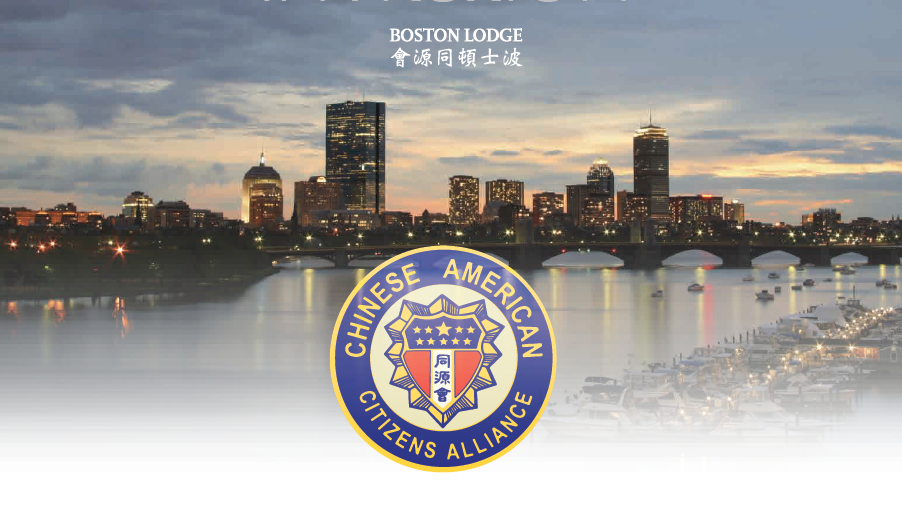 BOSTON LODGE
會源同頓士波
CHINESE AMERICAN
同源會
CITIZENS ALLIANCE